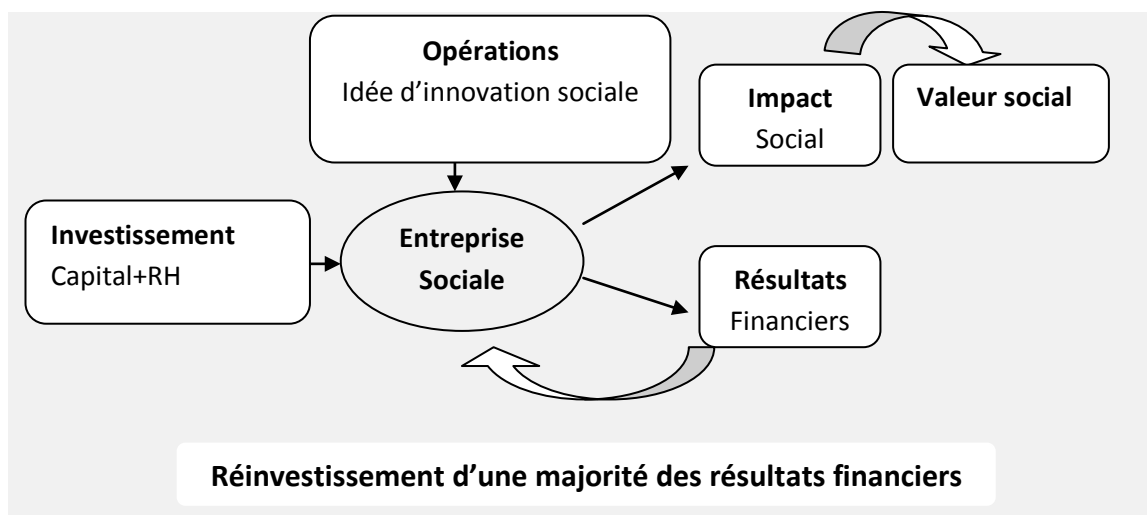 Opérations
Idée d’innovation sociale
Impact
Social
Valeur social
Investissement
Capital+RH
Entreprise
Sociale
Résultats
Financiers
Réinvestissement d’une majorité des résultats financiers